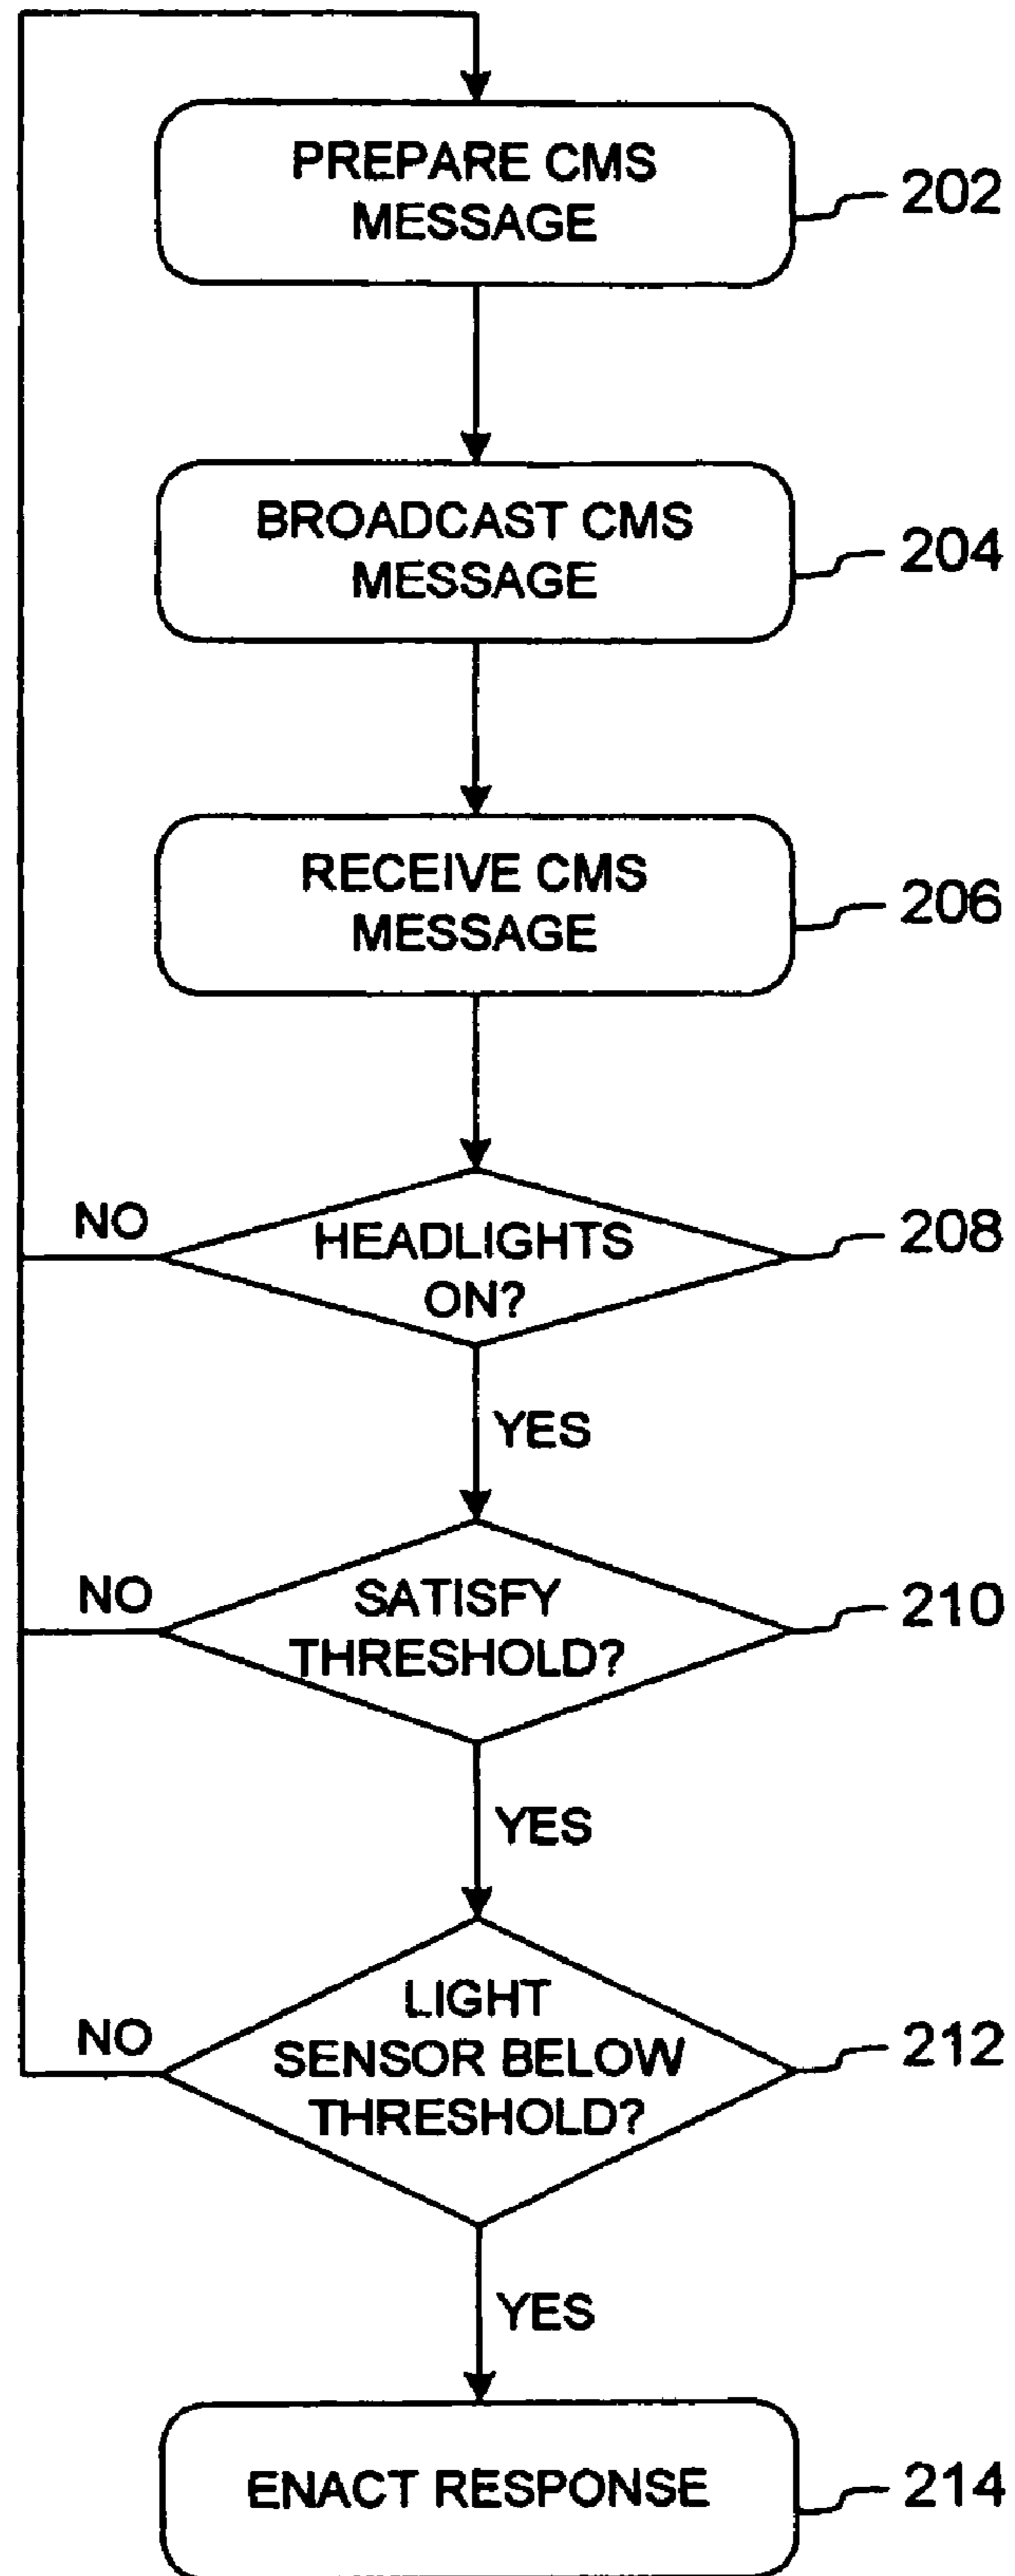 PREPARE CMS
MESSAGE
202
BROADCAST CMS
MESSAGE
204
RECEIVE CMS
MESSAGE
206
NO
HEADLIGHTS
ON?
208
YES
NO
SATISFY
THRESHOLD?
210
YES
NO
LIGHT
SENSOR BELOW
THRESHOLD?
212
YES
ENACT RESPONSE
214